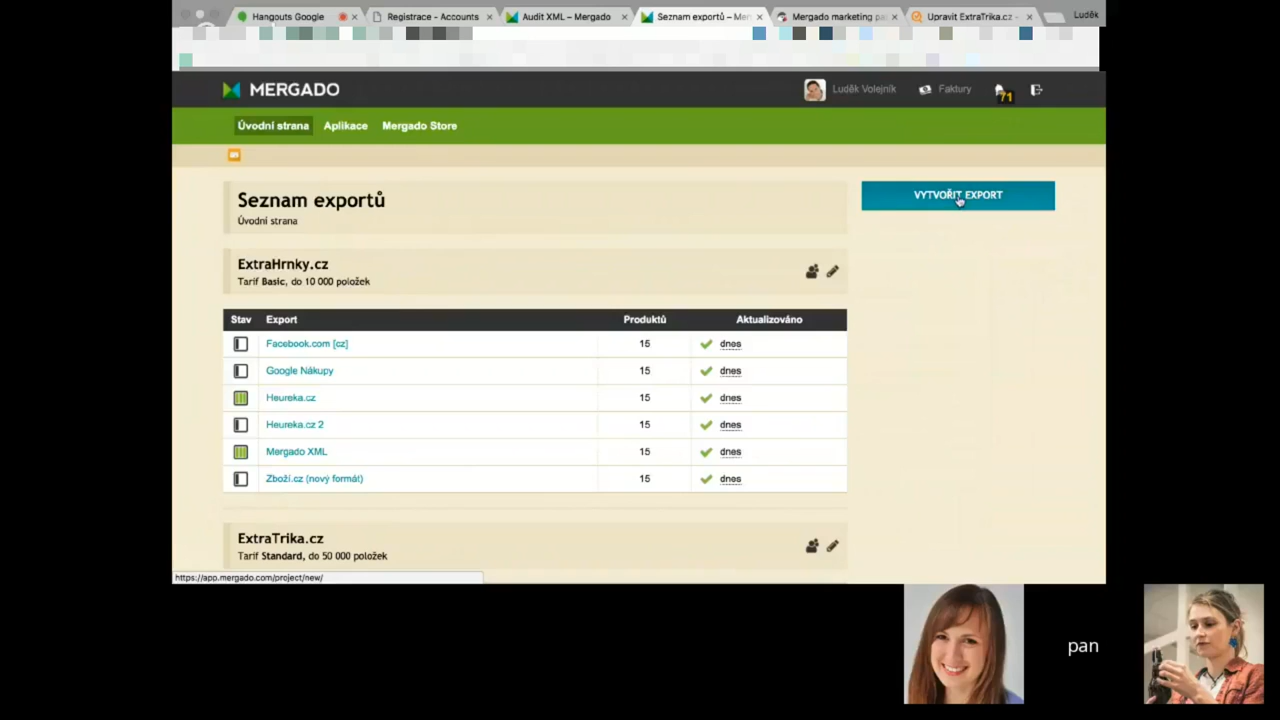 Hangouts Google
Registrace - Accounts
Audit XML – Mergado
Seznam exportů – Mer
Mergado marketing pa
Upravit ExtraTrika.cz -
Luděk
MERGADO
Luděk Volejník
Faktury
71
Úvodní strana
Aplikace
Mergado Store
Seznam exportů
Úvodní strana
VYTVOŘIT EXPORT
ExtraHrnky.cz
Tarif Basic, do 10 000 položek
Stav Export Produktů Aktualizováno
Facebook.com [cz] 15 dnes
Google Nákupy 15 dnes
Heureka.cz 15 dnes
Heureka.cz 2 15 dnes
Mergado XML 15 dnes
Zboží.cz (nový formát) 15 dnes
ExtraTrika.cz
Tarif Standard, do 50 000 položek
https://app.mergado.com/project/new/
pan